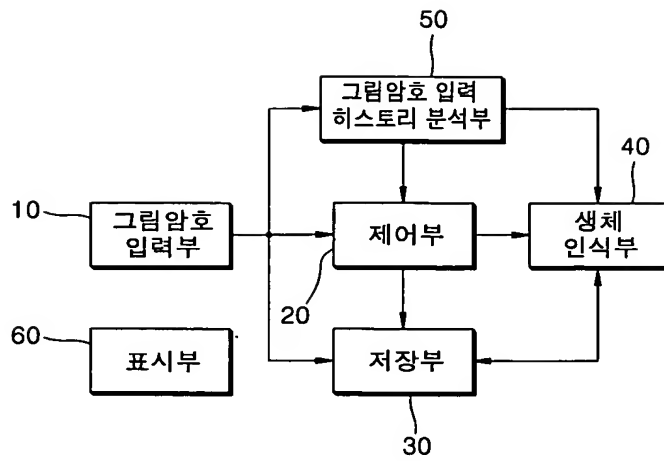 50
그림암호 입력
히스토리 분석부
40
10
그림암호
입력부
제어부
생체
인식부
20
60
표시부
저장부
30